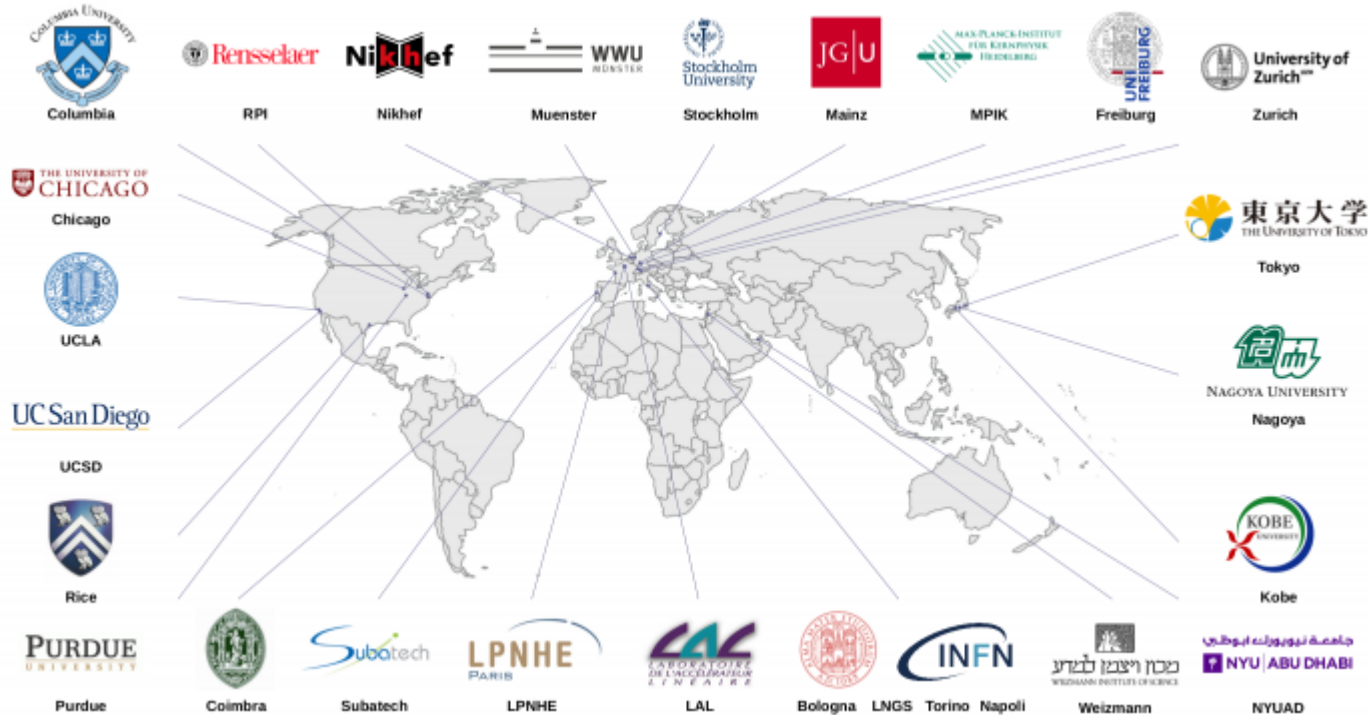 COLUMBIA UNIVERSITY
Columbia
Rensselaer
RPI
Nikhef
Nikhef
WWU
MÜNSTER
Muenster
Stockholm
University
Stockholm
JG|U
Mainz
MAX-PLANCK-INSTITUT
FÜR KERNPHYSIK
HEIDELBERG
MPIK
UNI
FREIBURG
Freiburg
University of
Zurich
Zurich
THE UNIVERSITY OF
CHICAGO
Chicago
UCLA
UC San Diego
UCSD
Rice
PURDUE
UNIVERSITY
Purdue
東京大学
THE UNIVERSITY OF TOKYO
Tokyo
NAGOYA UNIVERSITY
Nagoya
KOBE
UNIVERSITY
Kobe
Coimbra
Subatech
Subatech
LPNHE
PARIS
LPNHE
LAL
LABORATOIRE
DE L'ACCÉLÉRATEUR
LINÉAIRE
LAL
Bologna
INFN
LNGS Torino Napoli
מכון ויצמן למדע
WEIZMANN INSTITUTE OF SCIENCE
Weizmann
جامعة نيويورك أبوظبي
NYU | ABU DHABI
NYUAD